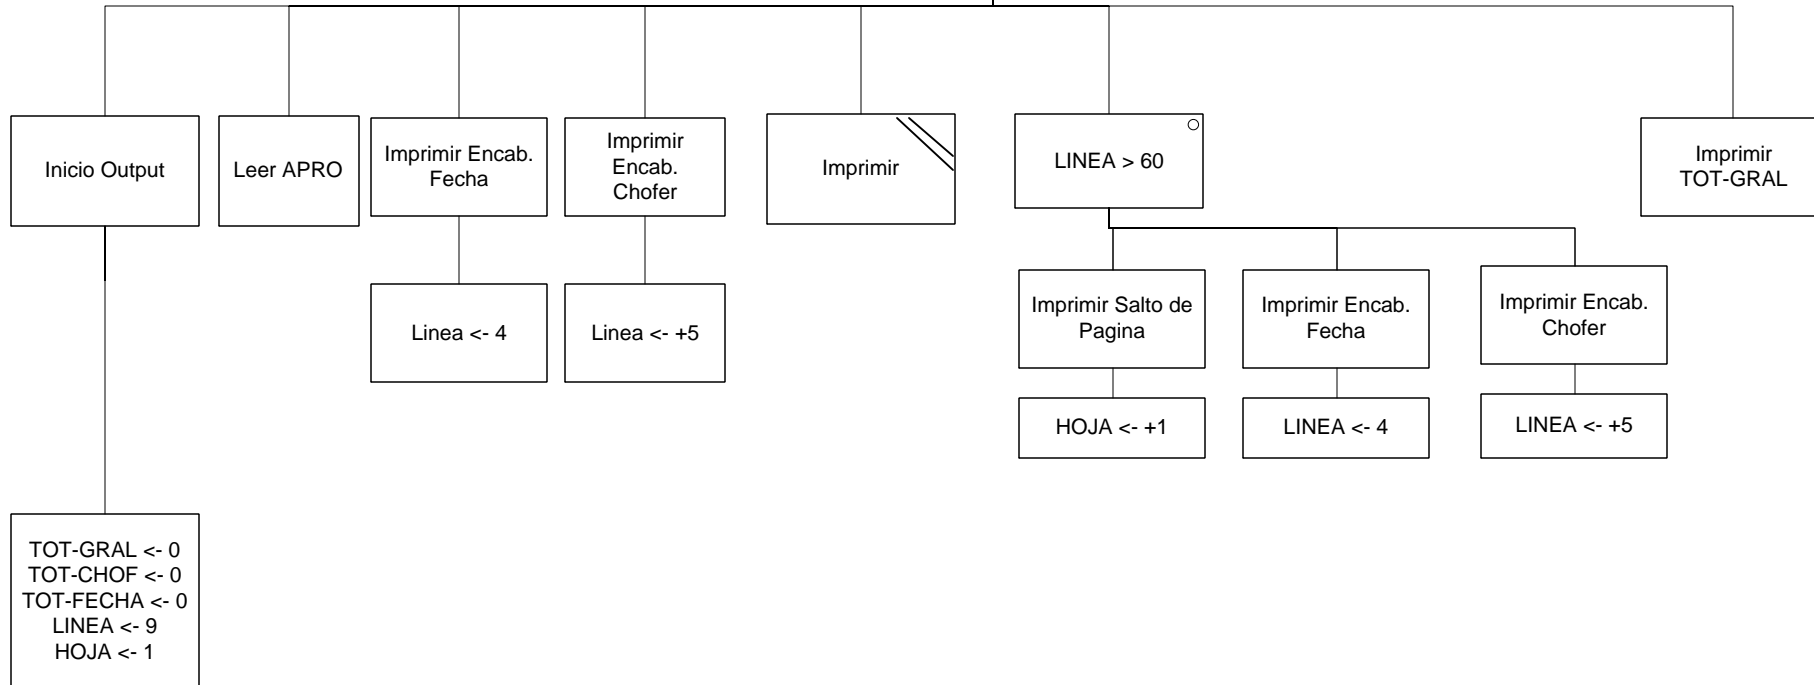 Inicio Output
Leer APRO
Imprimir Encab.
Fecha
Imprimir
Encab.
Chofer
Imprimir
LINEA > 60
Imprimir
TOT-GRAL
Linea <- 4
Linea <- +5
Imprimir Salto de
Pagina
Imprimir Encab.
Fecha
Imprimir Encab.
Chofer
HOJA <- +1
LINEA <- 4
LINEA <- +5
TOT-GRAL <- 0
TOT-CHOF <- 0
TOT-FECHA <- 0
LINEA <- 9
HOJA <- 1